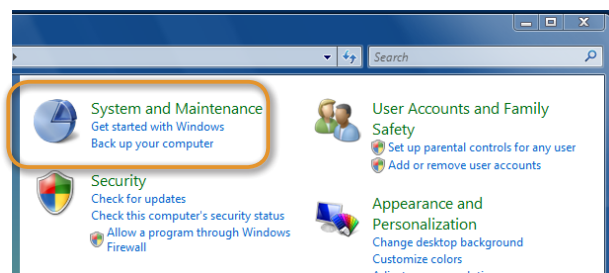 Search
System and Maintenance
Get started with Windows
Back up your computer
Security
Check for updates
Check this computer's security status
Allow a program through Windows
Firewall
User Accounts and Family
Safety
Set up parental controls for any user
Add or remove user accounts
Appearance and
Personalization
Change desktop background
Customize colors